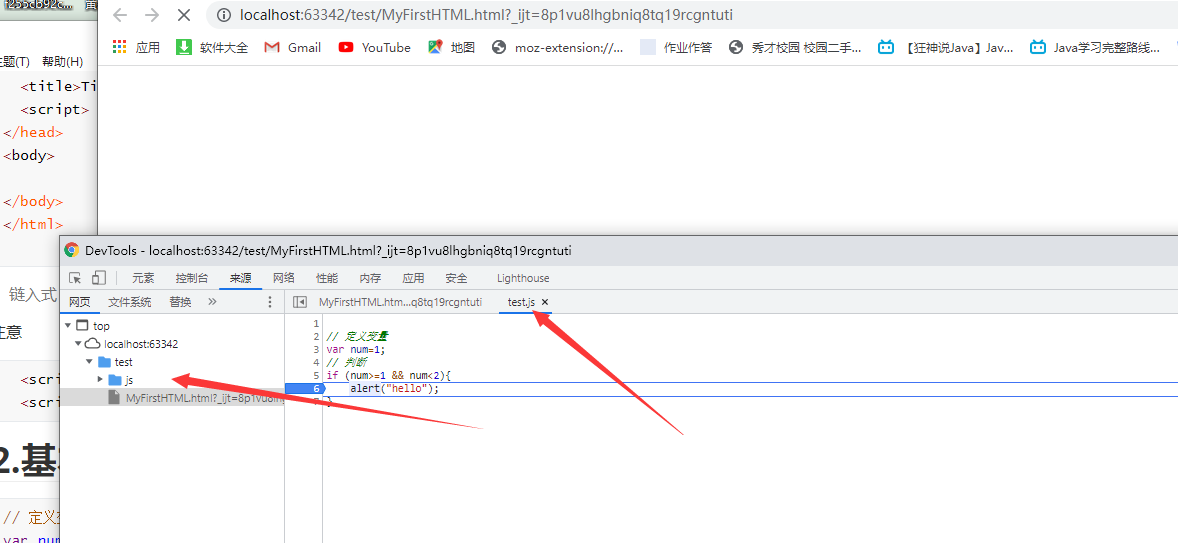 localhost:63342/test/MyFirstHTML.html?_ijt=8p1vu8lhgbniq8tq19rcgntuti
应用 软件大全 Gmail YouTube 地图 moz-extension://... 作业作答 秀才校园 校园二手... 【狂神说Java】Jav... Java学习完整路线...
主题(T) 帮助(H)
<title>Ti
<script>
</head>
<body>
</body>
</html>
链入式
注意
<scri
<scr
2.基
// 定义变
var num
DevTools - localhost:63342/test/MyFirstHTML.html?_ijt=8p1vu8lhgbniq8tq19rcgntuti
元素 控制台 来源 网络 性能 内存 应用 安全 Lighthouse
网页 文件系统 替换 »
top
localhost:63342
test
js
MyFirstHTML.html?_ijt=8p1vu8lh
MyFirstHTML.htm...q8tq19rcgntuti test.js ×
1
2 // 定义变量
3 var num=1;
4 // 判断
5 if (num>=1 && num<2){
6 alert("hello");
7 }